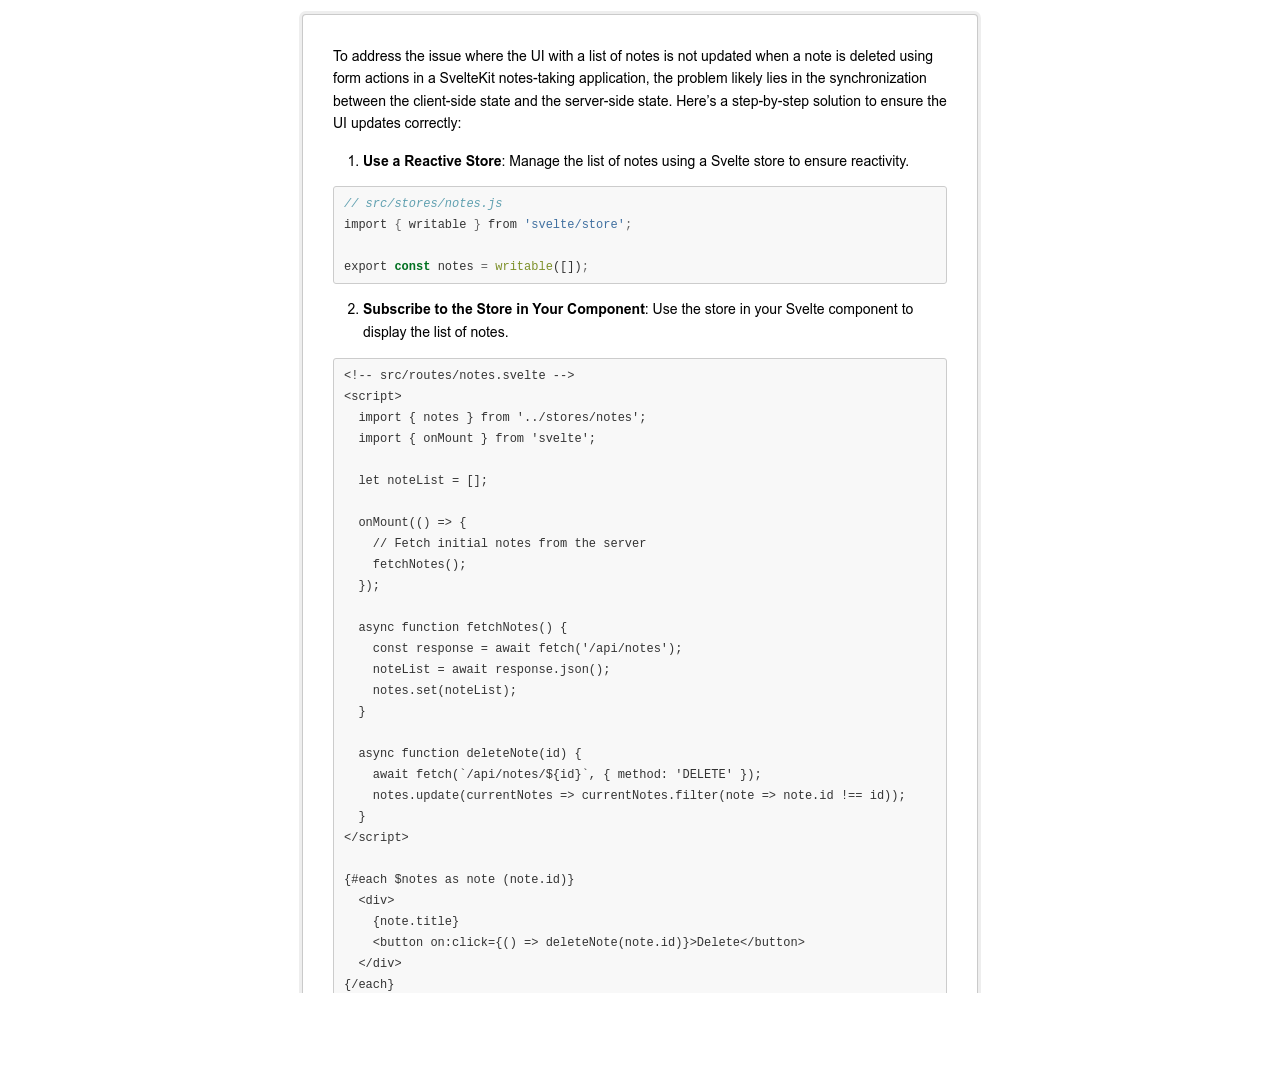 To address the issue where the UI with a list of notes is not updated when a note is deleted using
form actions in a SvelteKit notes-taking application, the problem likely lies in the synchronization
between the client-side state and the server-side state. Here’s a step-by-step solution to ensure the
UI updates correctly:
1. Use a Reactive Store: Manage the list of notes using a Svelte store to ensure reactivity.
// src/stores/notes.js
import { writable } from 'svelte/store';
export const notes = writable([]);
2. Subscribe to the Store in Your Component: Use the store in your Svelte component to
display the list of notes.
<!-- src/routes/notes.svelte -->
<script>
  import { notes } from '../stores/notes';
  import { onMount } from 'svelte';
  let noteList = [];
  onMount(() => {
    // Fetch initial notes from the server
    fetchNotes();
  });
  async function fetchNotes() {
    const response = await fetch('/api/notes');
    noteList = await response.json();
    notes.set(noteList);
  }
  async function deleteNote(id) {
    await fetch(`/api/notes/${id}`, { method: 'DELETE' });
    notes.update(currentNotes => currentNotes.filter(note => note.id !== id));
  }
</script>
{#each $notes as note (note.id)}
  <div>
    {note.title}
    <button on:click={() => deleteNote(note.id)}>Delete</button>
  </div>
{/each}